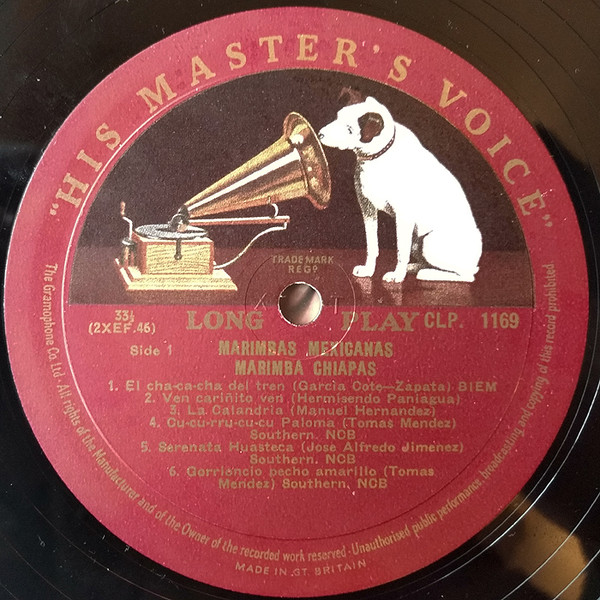 "HIS MASTER'S VOICE"
TRADE MARK
REGD
33⅓
(2XEF.46)
LONG PLAY CLP. 1169
Side 1 MARIMBAS MEXICANAS
MARIMBA CHIAPAS
1. El cha-ca-cha del tren (Garcia Cote—Zapata) BIEM
2. Ven cariñito ven (Hermisendo Paniagua)
3. La Calandria (Manuel Hernandez)
4. Cu-cu-rru-cu-cu Paloma (Tomas Mendez)
Southern. NCB
5. Serenata Huasteca (Jose Alfredo Jimenez)
Southern. NCB
6. Gorrioncio becho amarillo (Tomas
Mendez) Southern. NCB
The Gramophone Co. Ltd. - All rights of the Manufacturer and of the Owner of the recorded work reserved - Unauthorised public performance, broadcasting and copying of this record prohibited.
MADE IN GT. BRITAIN